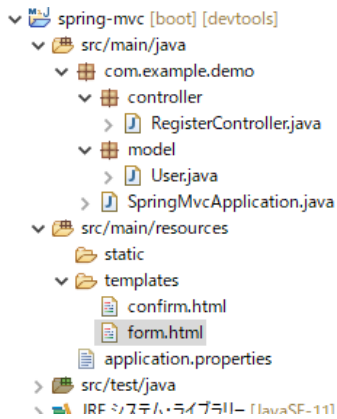 spring-mvc [boot] [devtools]
src/main/java
com.example.demo
controller
RegisterController.java
model
User.java
SpringMvcApplication.java
src/main/resources
static
templates
confirm.html
form.html
application.properties
src/test/java
JRE システム・ライブラリー [JavaSE-11]